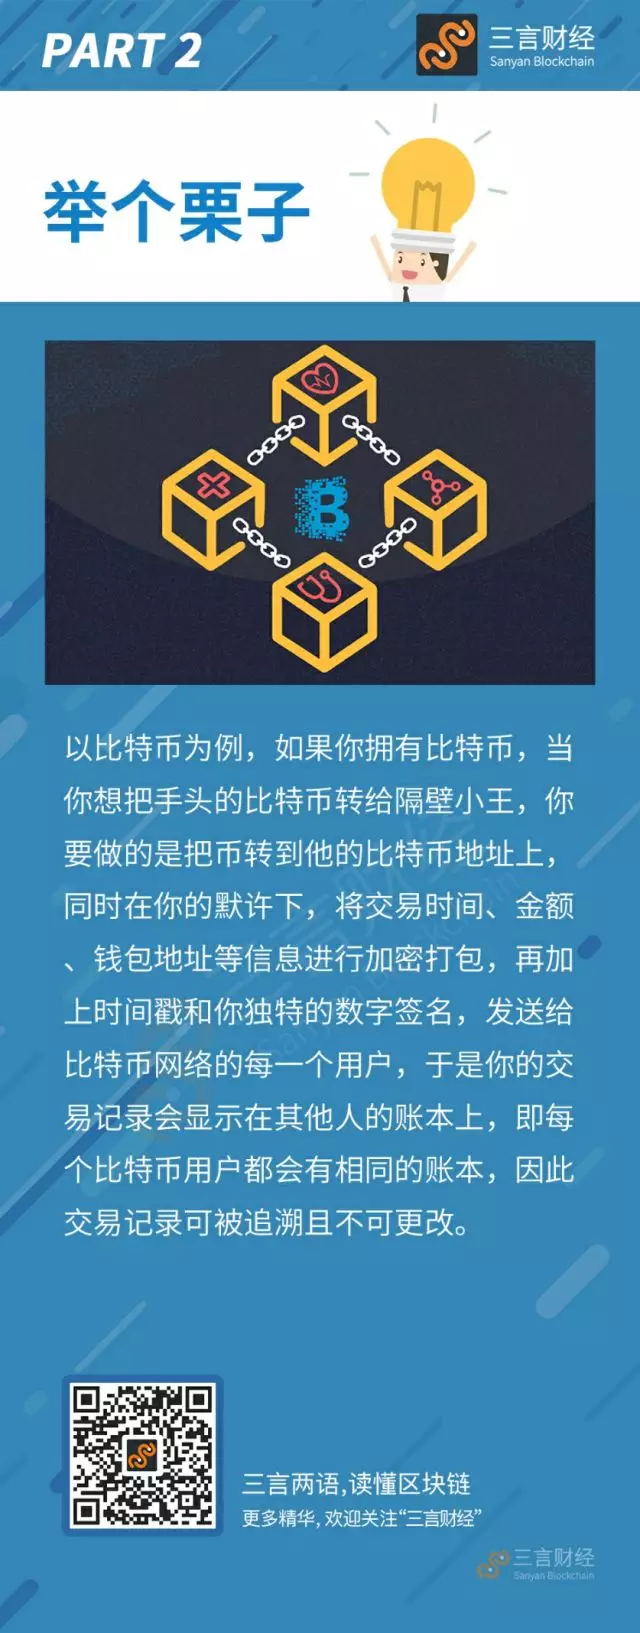 PART 2
三言财经
Sanyan Blockchain
举个栗子
以比特币为例，如果你拥有比特币，当
你想把手头的比特币转给隔壁小王，你
要做的是把币转到他的比特币地址上，
同时在你的默许下，将交易时间、金额
、钱包地址等信息进行加密打包，再加
上时间戳和你独特的数字签名，发送给
比特币网络的每一个用户，于是你的交
易记录会显示在其他人的账本上，即每
个比特币用户都会有相同的账本，因此
交易记录可被追溯且不可更改。
三言两语,读懂区块链
更多精华, 欢迎关注“三言财经”
三言财经
Sanyan Blockchain